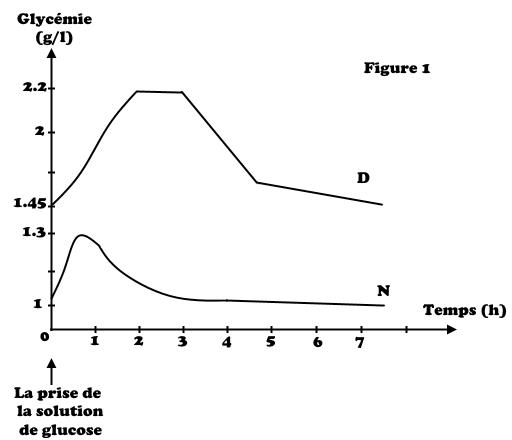 Glycémie
(g/l)
Figure 1
2.2
2
D
1.45
1.3
N
1
Temps (h)
0
1 2 3 4 5 6 7
La prise de
la solution
de glucose